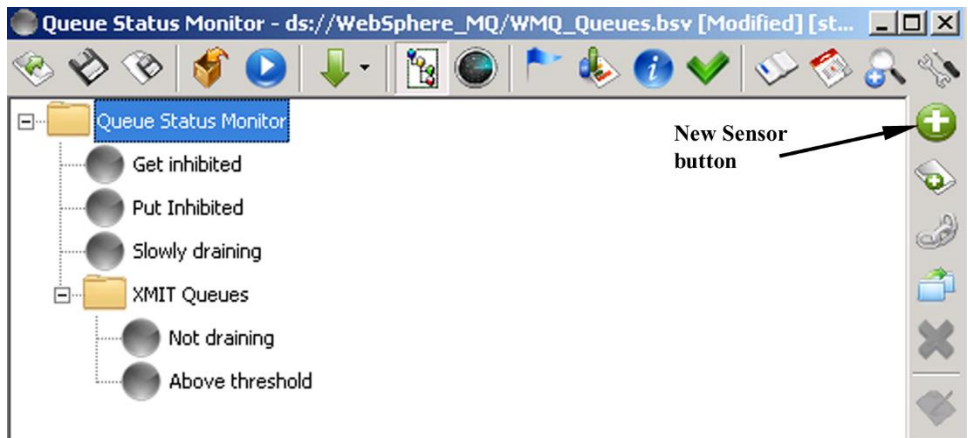 Queue Status Monitor - ds://WebSphere_MQ/WMQ_Queues.bsv [Modified] [st...
Queue Status Monitor
New Sensor
button
Get inhibited
Put Inhibited
Slowly draining
XMIT Queues
Not draining
Above threshold